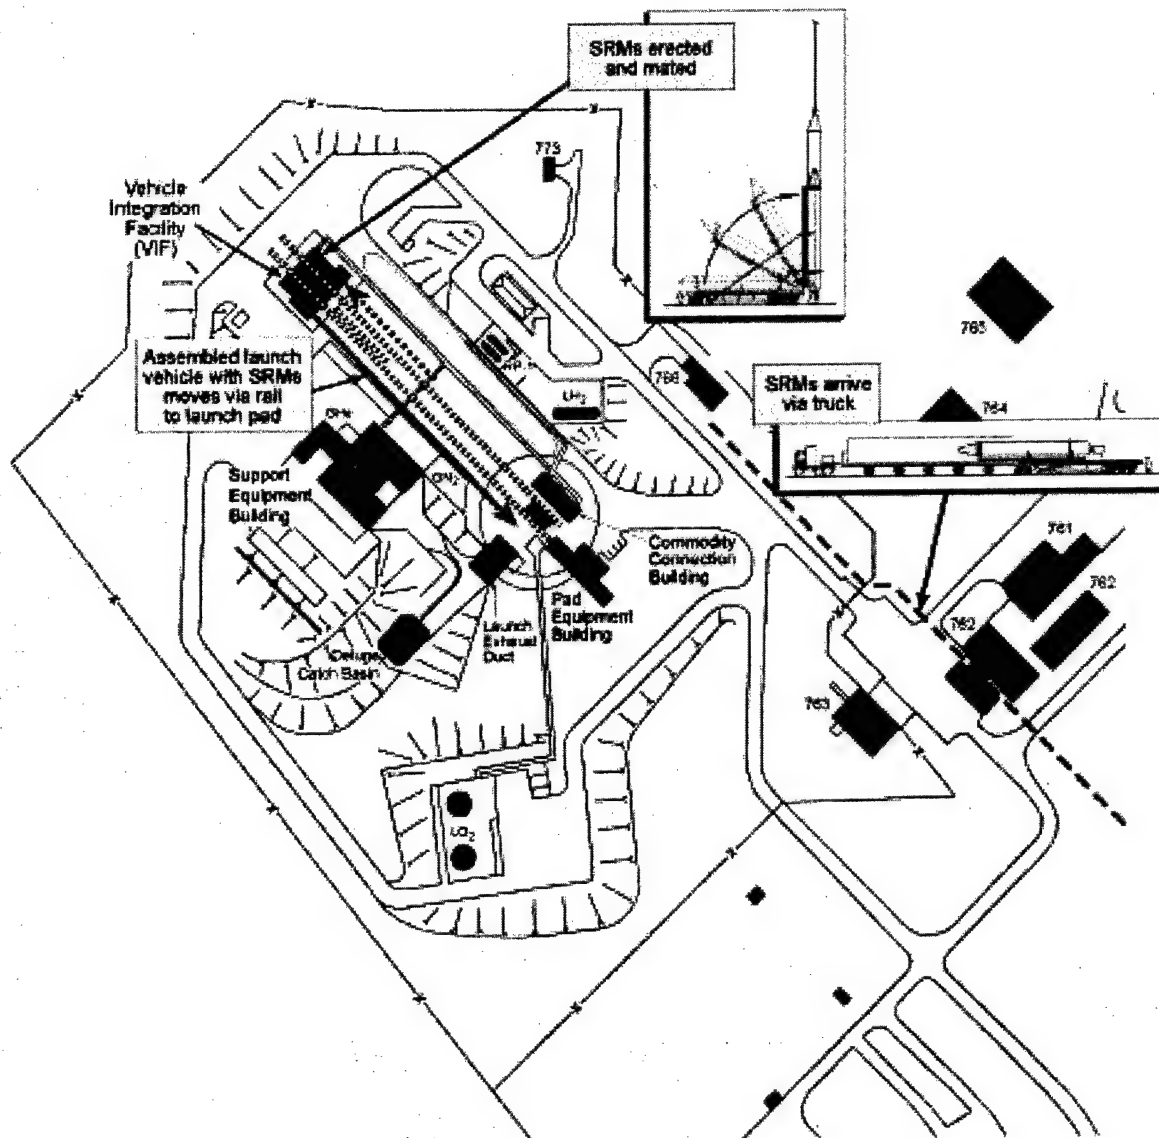 SRMs erected
and mated
773
Vehicle
Integration
Facility
(VIF)
765
Assembled launch
vehicle with SRMs
moves via rail
to launch pad
766
SRMs arrive
via truck
764
LH2
GHe
GN2
Support
Equipment
Building
Commodity
Connection
Building
761
762
762
Pad
Equipment
Building
Launch
Exhaust
Duct
Deluge
Catch Basin
763
LO2